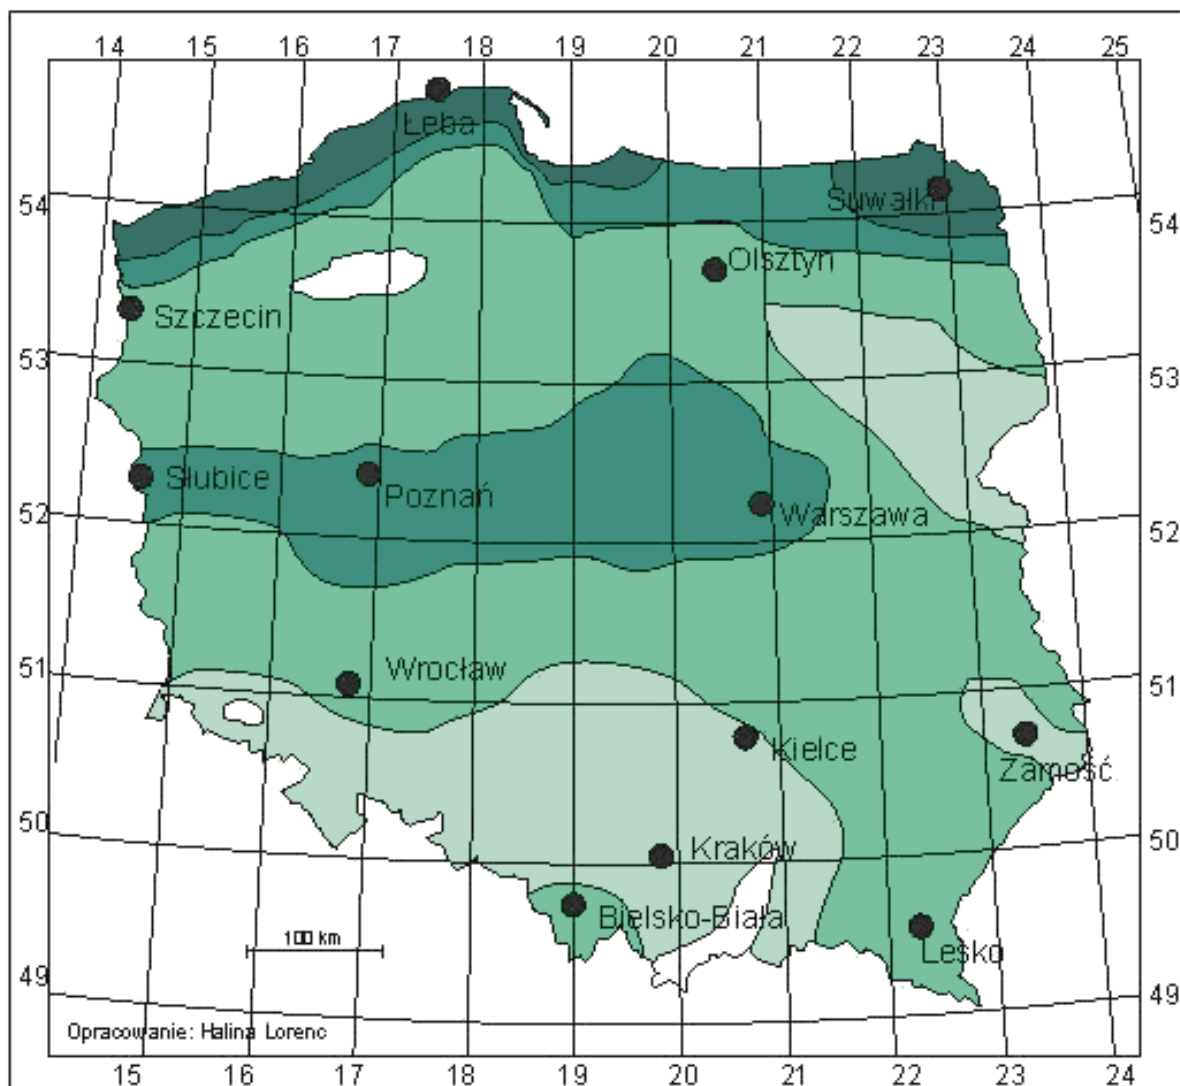 14 15 16 17 18 19 20 21 22 23 24 25
Łeba
54
Suwałki
54
Olsztyn
Szczecin
53
53
Słubice
Poznań
Warszawa
52
52
Wrocław
51
51
Kielce
Zamość
50
50
Kraków
Bielsko-Biała
100 km
Lesko
49
49
Opracowanie: Halina Lorenc
15 16 17 18 19 20 21 22 23 24